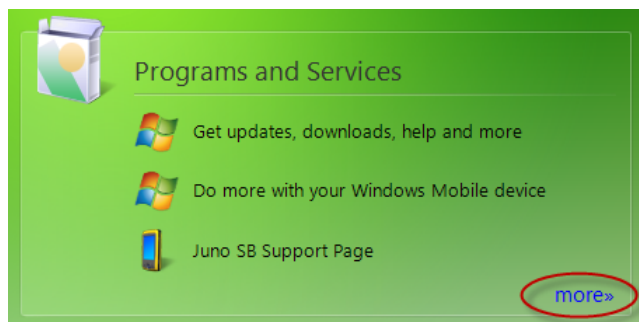 Programs and Services
Get updates, downloads, help and more
Do more with your Windows Mobile device
Juno SB Support Page
more»